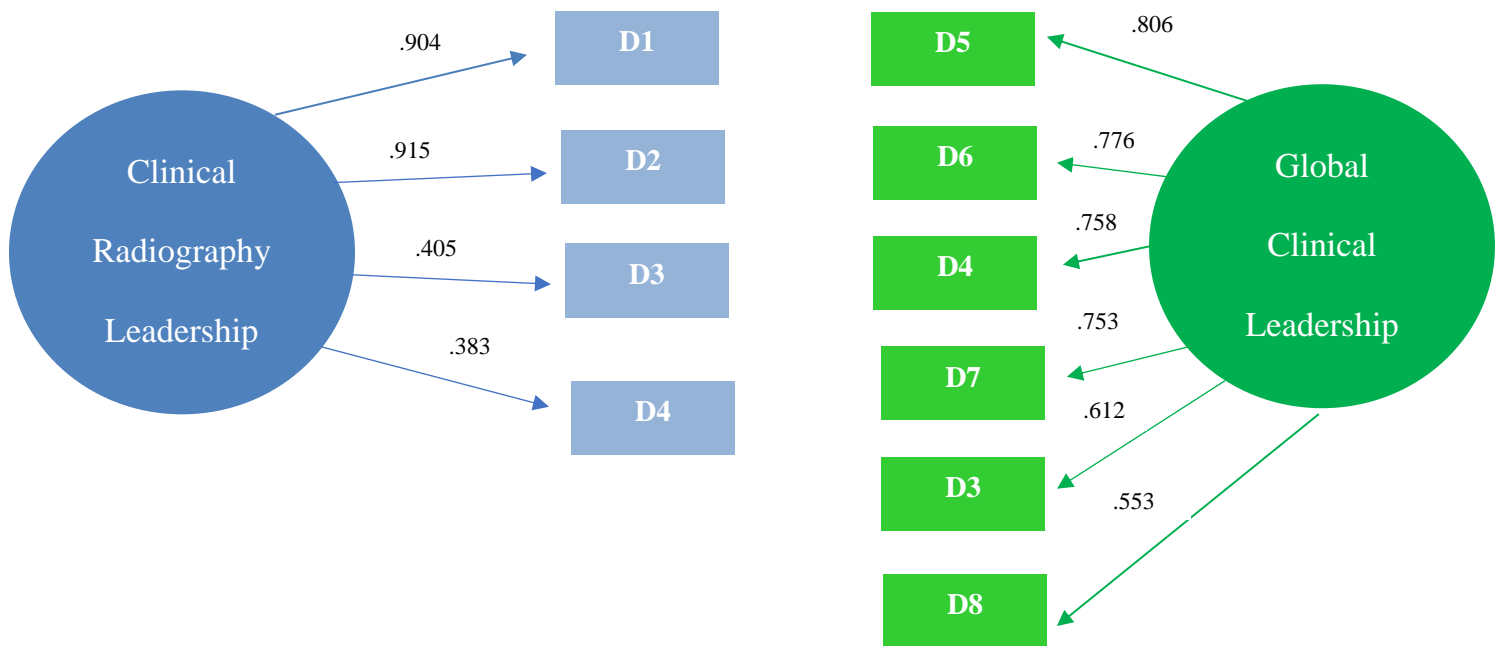 Clinical
Radiography
Leadership
.904
D1
.915
D2
.405
D3
.383
D4
D5
.806
D6
.776
D4
.758
D7
.753
D3
.612
D8
.553
Global
Clinical
Leadership